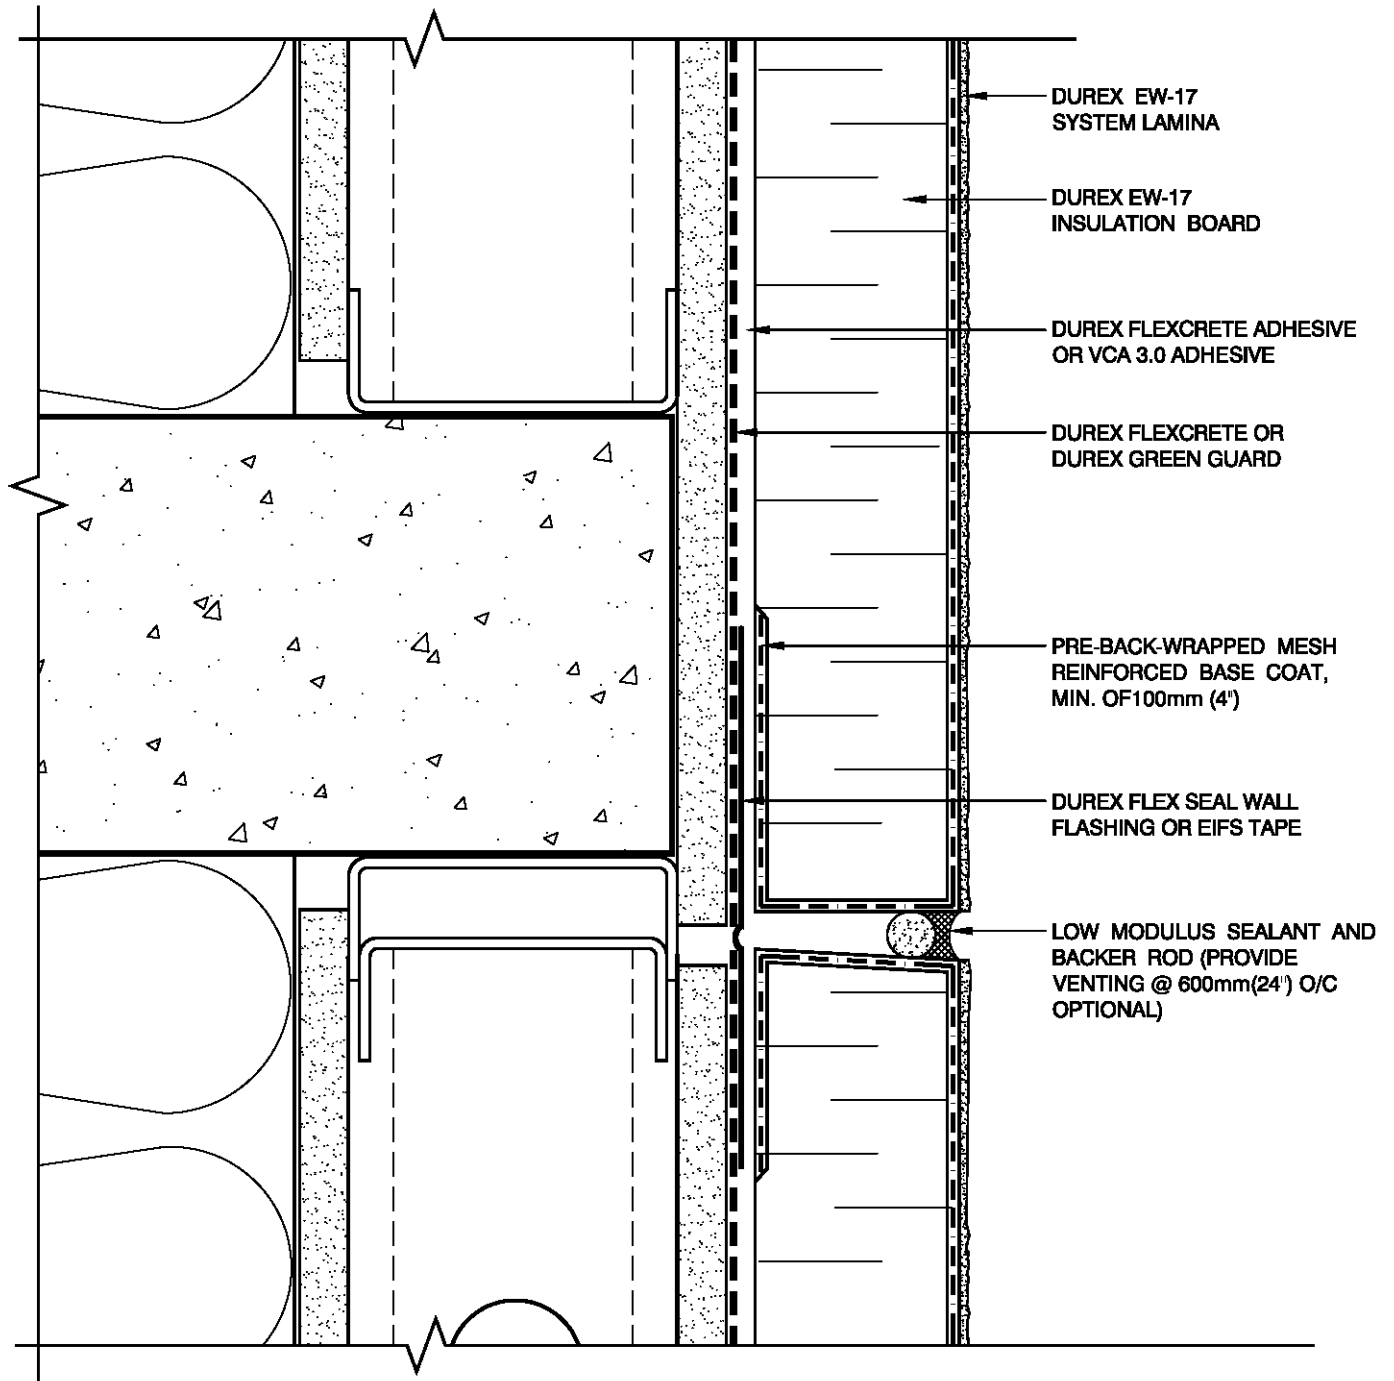 DUREX EW-17
SYSTEM LAMINA
DUREX EW-17
INSULATION BOARD
DUREX FLEXCRETE ADHESIVE
OR VCA 3.0 ADHESIVE
DUREX FLEXCRETE OR
DUREX GREEN GUARD
PRE-BACK-WRAPPED MESH
REINFORCED BASE COAT,
MIN. OF100mm (4")
DUREX FLEX SEAL WALL
FLASHING OR EIFS TAPE
LOW MODULUS SEALANT AND
BACKER ROD (PROVIDE
VENTING @ 600mm(24") O/C
OPTIONAL)